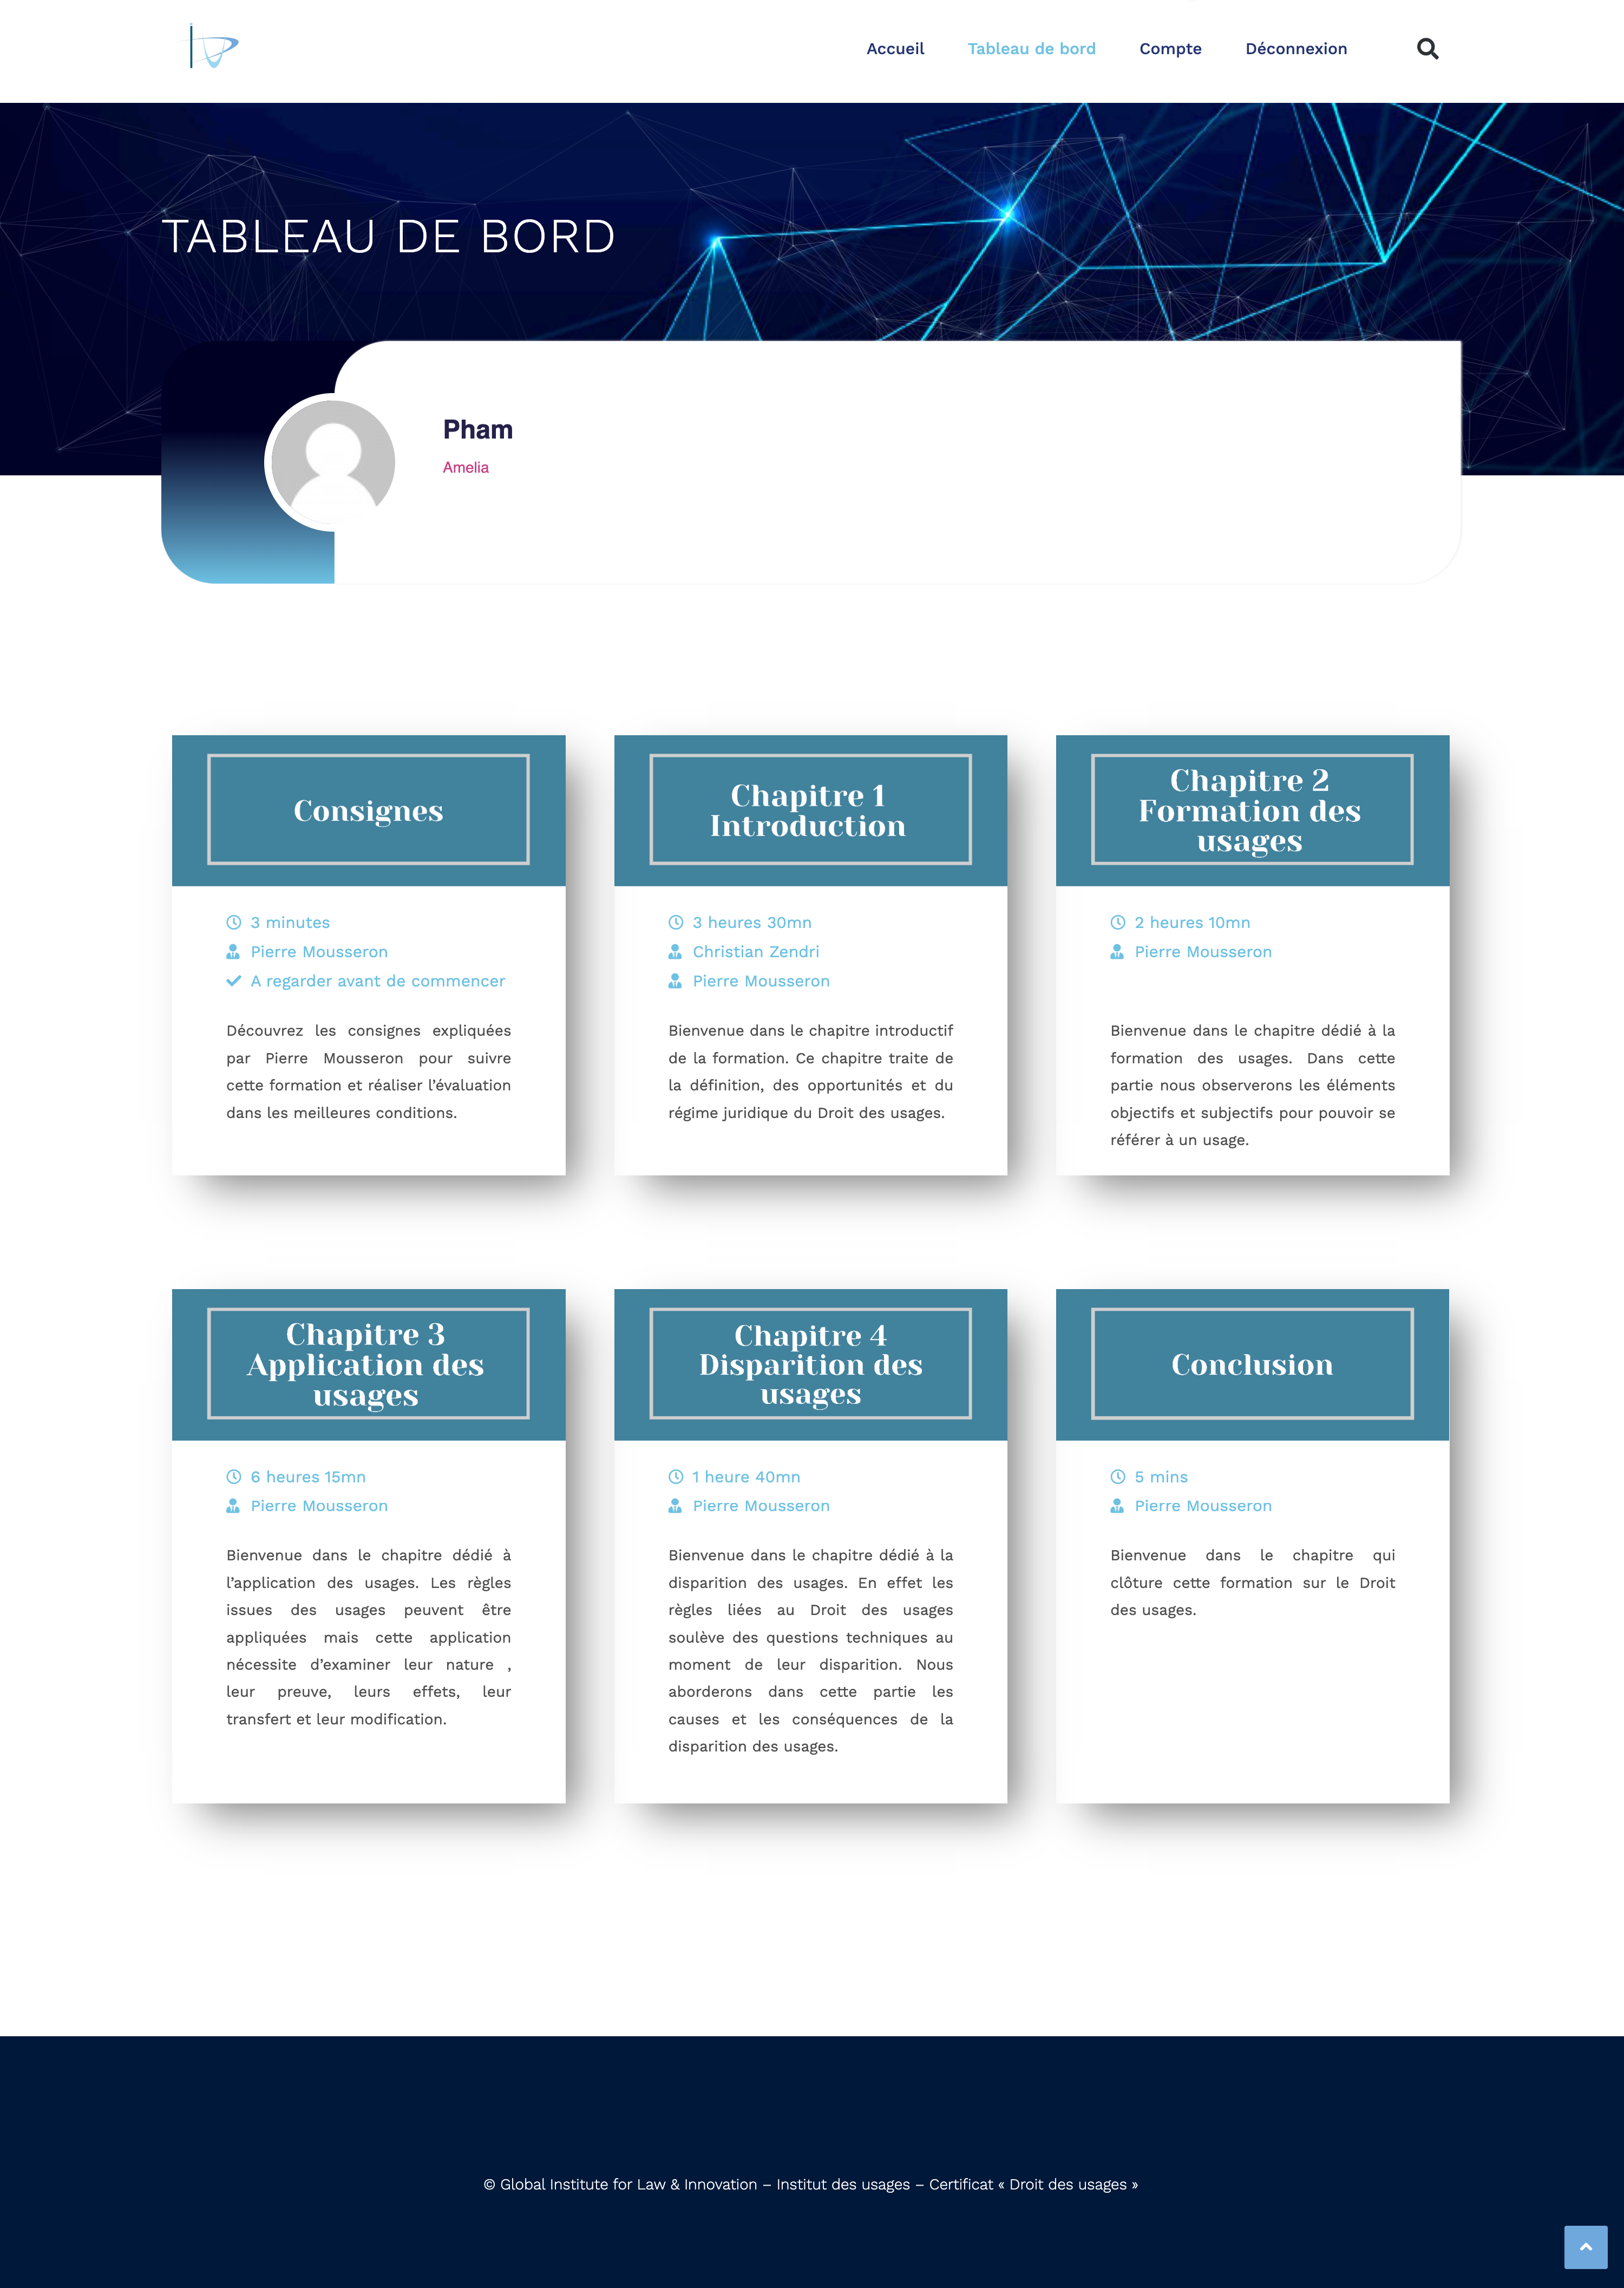 Accueil
Tableau de bord
Compte
Déconnexion
TABLEAU DE BORD
Pham
Amelia
Consignes
3 minutes
Pierre Mousseron
A regarder avant de commencer
Découvrez les consignes expliquées
par Pierre Mousseron pour suivre
cette formation et réaliser l’évaluation
dans les meilleures conditions.
Chapitre 1
Introduction
3 heures 30mn
Christian Zendri
Pierre Mousseron
Bienvenue dans le chapitre introductif
de la formation. Ce chapitre traite de
la définition, des opportunités et du
régime juridique du Droit des usages.
Chapitre 2
Formation des
usages
2 heures 10mn
Pierre Mousseron
Bienvenue dans le chapitre dédié à la
formation des usages. Dans cette
partie nous observerons les éléments
objectifs et subjectifs pour pouvoir se
référer à un usage.
Chapitre 3
Application des
usages
6 heures 15mn
Pierre Mousseron
Bienvenue dans le chapitre dédié à
l’application des usages. Les règles
issues des usages peuvent être
appliquées mais cette application
nécessite d’examiner leur nature ,
leur preuve, leurs effets, leur
transfert et leur modification.
Chapitre 4
Disparition des
usages
1 heure 40mn
Pierre Mousseron
Bienvenue dans le chapitre dédié à la
disparition des usages. En effet les
règles liées au Droit des usages
soulève des questions techniques au
moment de leur disparition. Nous
aborderons dans cette partie les
causes et les conséquences de la
disparition des usages.
Conclusion
5 mins
Pierre Mousseron
Bienvenue dans le chapitre qui
clôture cette formation sur le Droit
des usages.
© Global Institute for Law & Innovation – Institut des usages – Certificat « Droit des usages »